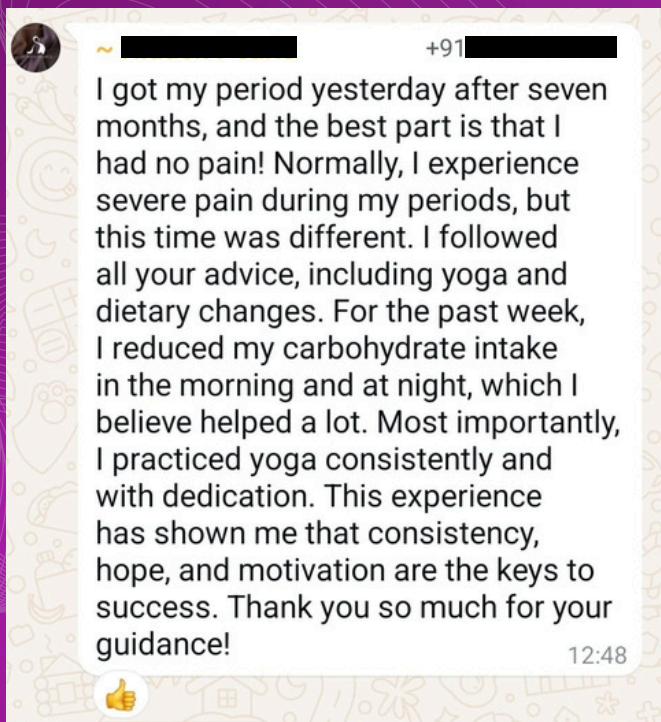 ~ +91
I got my period yesterday after seven
months, and the best part is that I
had no pain! Normally, I experience
severe pain during my periods, but
this time was different. I followed
all your advice, including yoga and
dietary changes. For the past week,
I reduced my carbohydrate intake
in the morning and at night, which I
believe helped a lot. Most importantly,
I practiced yoga consistently and
with dedication. This experience
has shown me that consistency,
hope, and motivation are the keys to
success. Thank you so much for your
guidance!
12:48